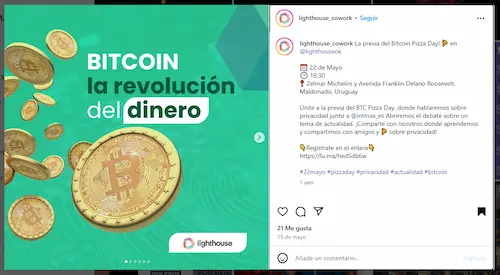 BITCOIN
la revolución
del dinero
lighthouse
lighthouse_cowork • Seguir
lighthouse_cowork La previa del Bitcoin Pizza Day! 🍕 en
@lighthouseok
📅 22 de Mayo
🕒 18:30
📍 Zelmar Michelini y Avenida Franklin Delano Roosevelt,
Maldonado, Uruguay
Unite a la previa del BTC Pizza Day, donde hablaremos sobre
privacidad junto a @intmax_es Abriremos el debate sobre un
tema de actualidad. ¡Comparte con nosotros donde aprendemos
y compartimos con amigos y 🍕 sobre privacidad!
👇Registrate en el enlace👇
https://lu.ma/hed5db6w
#22mayo #pizzaday #privacidad #actualidad #bitcoin
1 sem
21 Me gusta
15 de mayo
Añade un comentario...
Publicar